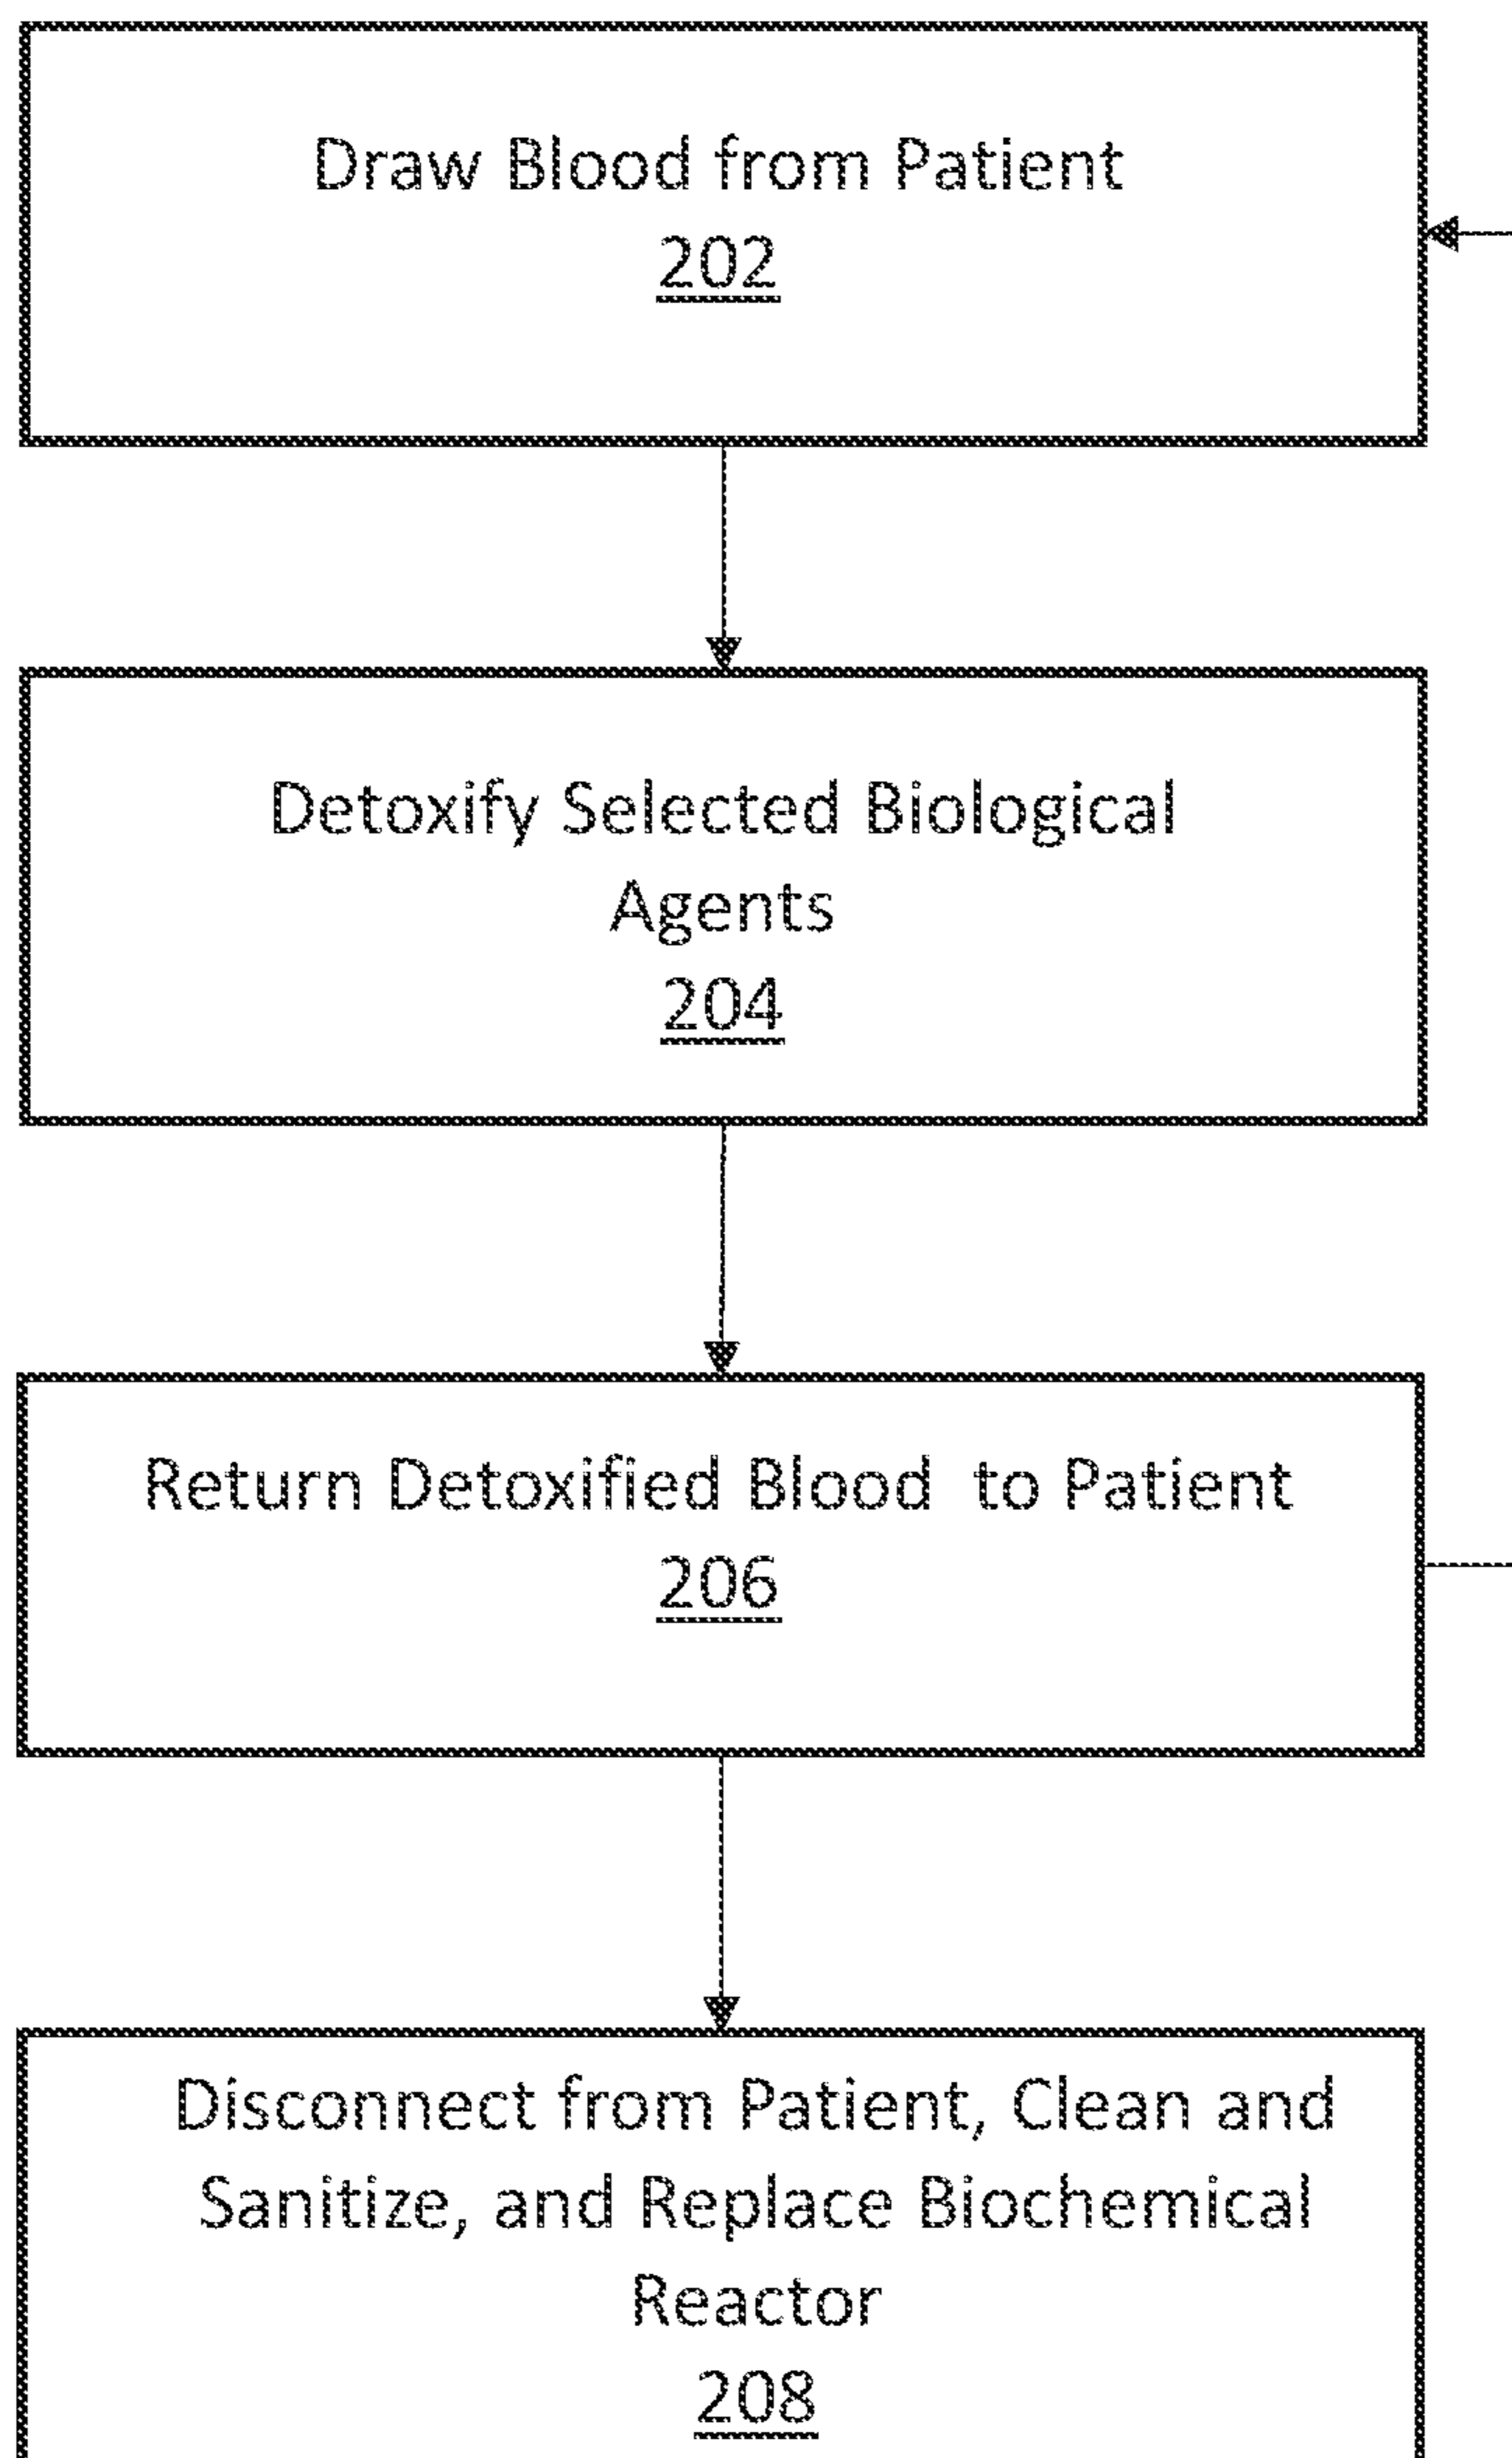 Draw Blood from Patient
202
Detoxify Selected Biological
Agents
204
Return Detoxified Blood to Patient
206
Disconnect from Patient, Clean and
Sanitize, and Replace Biochemical
Reactor
208